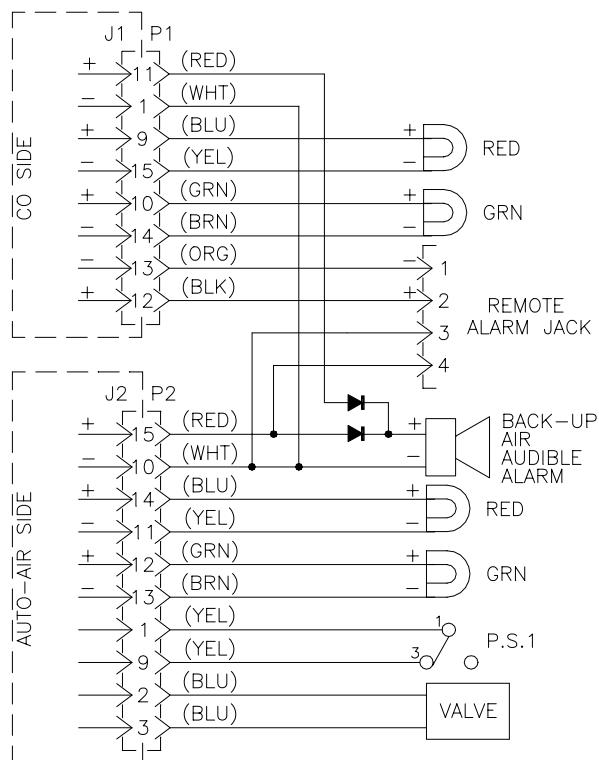 J1 P1
+ 11 (RED)
− 1 (WHT)
+ 9 (BLU) +
− 15 (YEL) − RED
+ 10 (GRN) +
− 14 (BRN) − GRN
− 13 (ORG) − 1
+ 12 (BLK) + 2
3
4
REMOTE
ALARM JACK
CO SIDE
J2 P2
+ 15 (RED) +
− 10 (WHT) −
BACK-UP
AIR
AUDIBLE
ALARM
+ 14 (BLU) +
− 11 (YEL) − RED
+ 12 (GRN) +
− 13 (BRN) − GRN
1 (YEL) 1
9 (YEL) 3
P.S.1
2 (BLU)
3 (BLU)
VALVE
AUTO-AIR SIDE